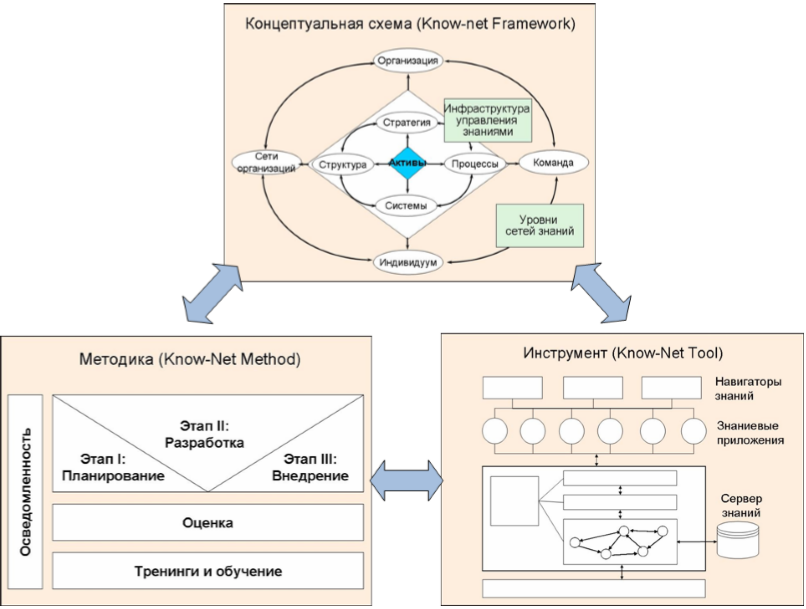 Концептуальная схема (Know-net Framework)
Организация
Инфраструктура
управления
знаниями
Стратегия
Сети
организаций
Структура
Активы
Процессы
Команда
Системы
Уровни
сетей знаний
Индивидуум
Методика (Know-Net Method)
Осведомленность
Этап I:
Планирование
Этап II:
Разработка
Этап III:
Внедрение
Оценка
Тренинги и обучение
Инструмент (Know-Net Tool)
Навигаторы
знаний
Знаниевые
приложения
Сервер
знаний